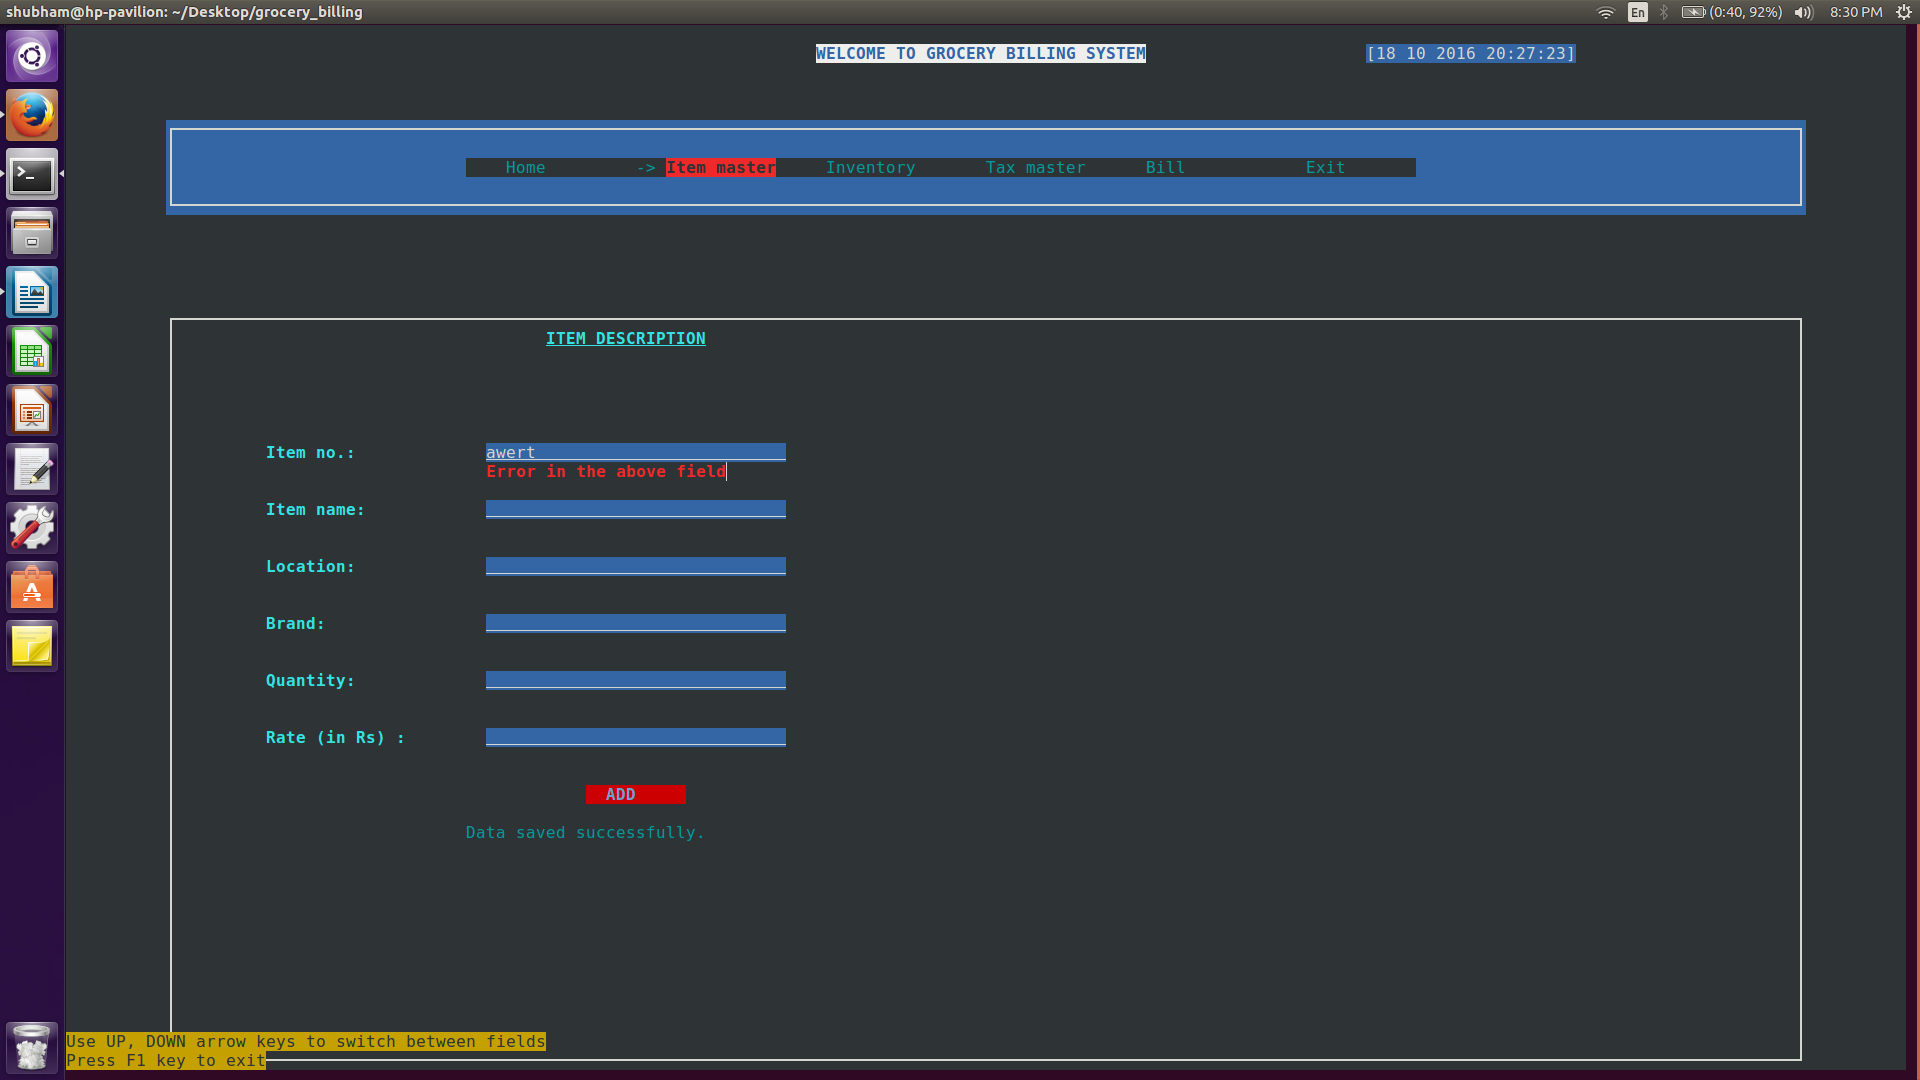 shubham@hp-pavilion: ~/Desktop/grocery_billing
En
(0:40, 92%)
8:30 PM
WELCOME TO GROCERY BILLING SYSTEM
[18 10 2016 20:27:23]
Home -> Item master Inventory Tax master Bill Exit
ITEM DESCRIPTION
Item no.: awert
Error in the above field
Item name:
Location:
Brand:
Quantity:
Rate (in Rs) :
ADD
Data saved successfully.
Use UP, DOWN arrow keys to switch between fields
Press F1 key to exit